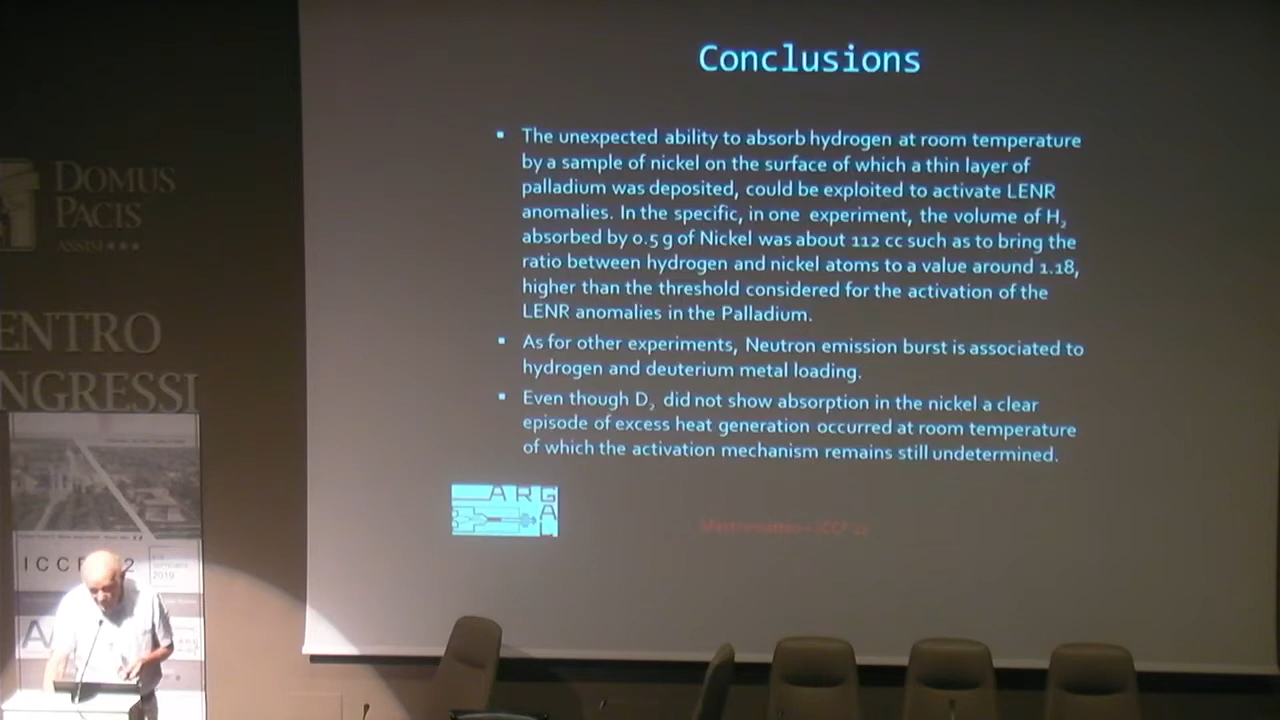 Conclusions
The unexpected ability to absorb hydrogen at room temperature
by a sample of nickel on the surface of which a thin layer of
palladium was deposited, could be exploited to activate LENR
anomalies. In the specific, in one experiment, the volume of H₂
absorbed by 0.5 g of Nickel was about 112 cc such as to bring the
ratio between hydrogen and nickel atoms to a value around 1.18,
higher than the threshold considered for the activation of the
LENR anomalies in the Palladium.
As for other experiments, Neutron emission burst is associated to
hydrogen and deuterium metal loading.
Even though D₂ did not show absorption in the nickel a clear
episode of excess heat generation occurred at room temperature
of which the activation mechanism remains still undetermined.
ARG
A
L
DOMUS
PACIS
ASSISI ★★★
ENTRO
NGRESSI
ICC 2
SEPTEMBER
2019
A